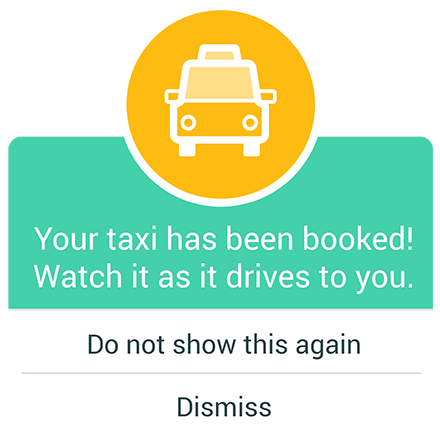 Your taxi has been booked!
Watch it as it drives to you.
Do not show this again
Dismiss